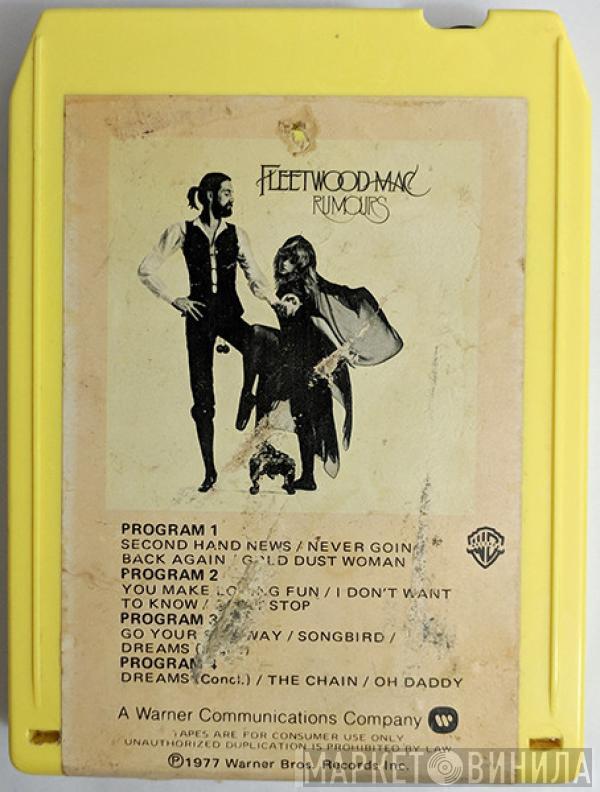 FLEETWOOD MAC
RUMOURS
PROGRAM 1
SECOND HAND NEWS / NEVER GOIN
BACK AGAIN / GOLD DUST WOMAN
PROGRAM 2
YOU MAKE LOVING FUN / I DON'T WANT
TO KNOW / STOP
PROGRAM 3
GO YOUR WAY / SONGBIRD /
DREAMS
PROGRAM 4
DREAMS (Concl.) / THE CHAIN / OH DADDY
A Warner Communications Company
TAPES ARE FOR CONSUMER USE ONLY
UNAUTHORIZED DUPLICATION IS PROHIBITED BY LAW
℗1977 Warner Bros. Records Inc.
МАРКЕТ ВИНИЛА